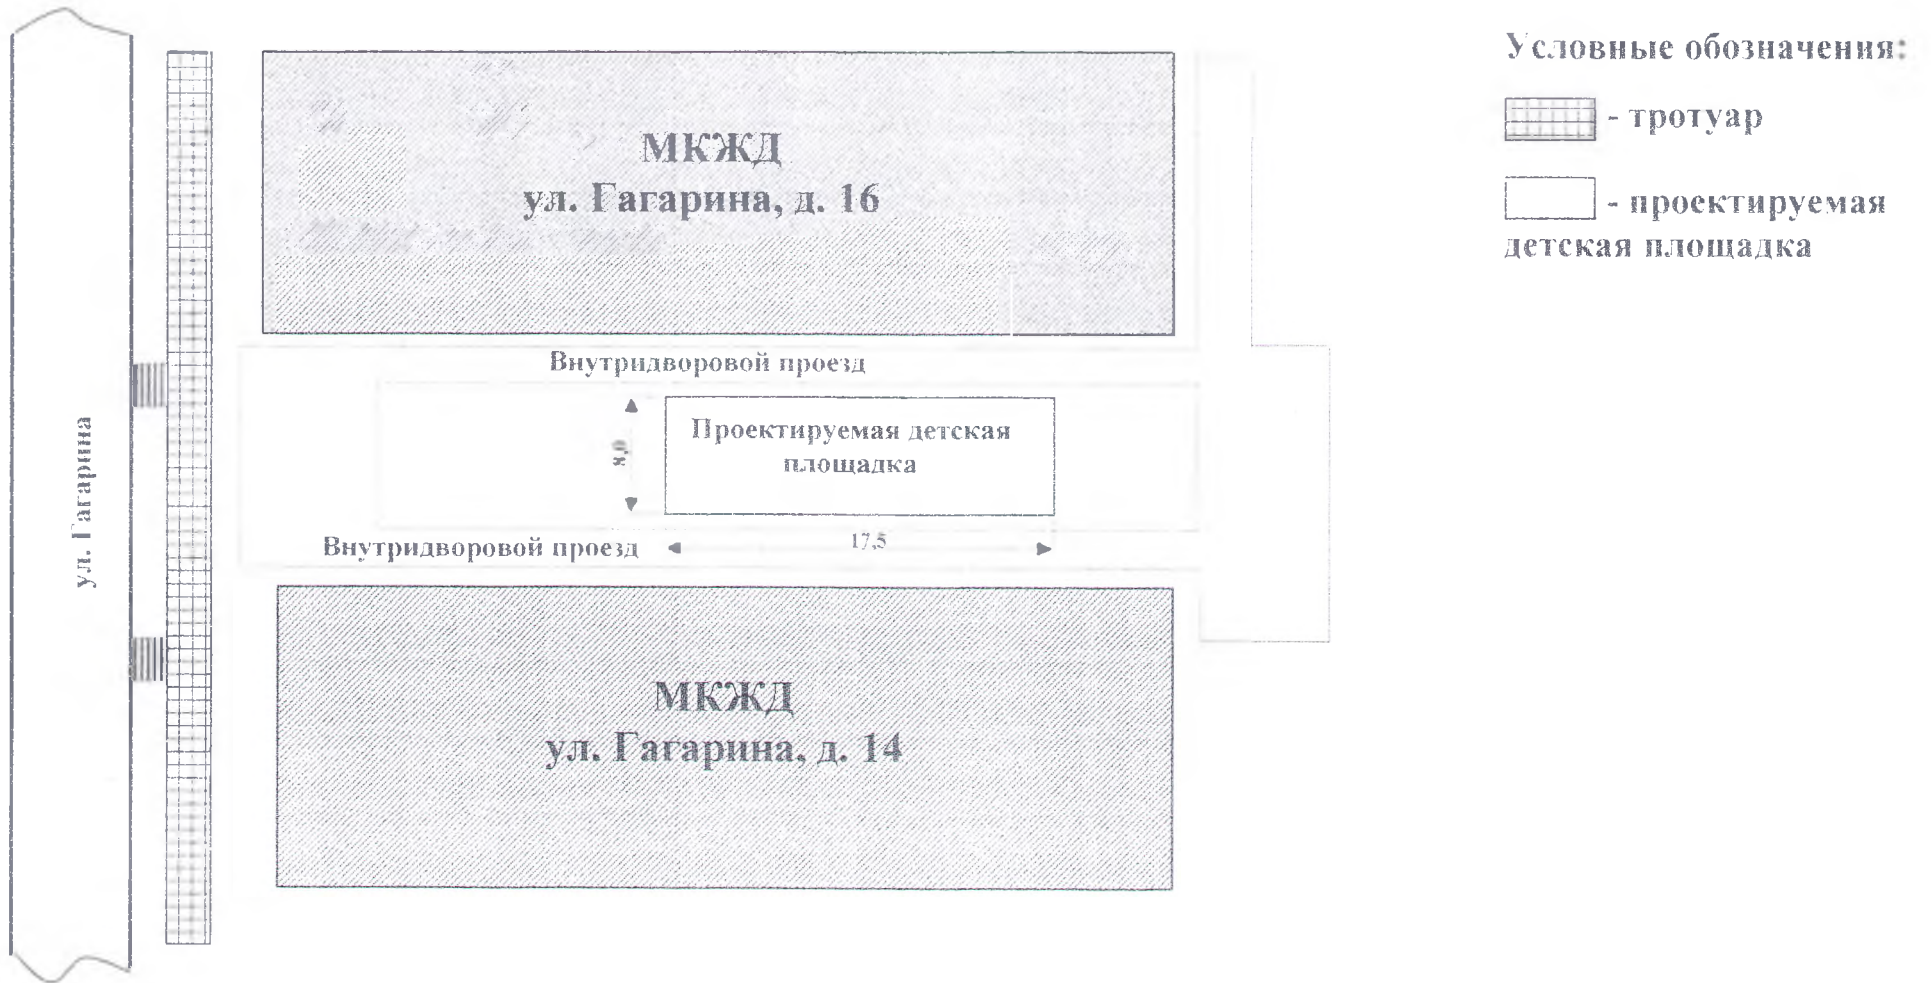 Условные обозначения:
- тротуар
- проектируемая
детская площадка
МКЖД
ул. Гагарина, д. 16
Внутридворовой проезд
Проектируемая детская
площадка
8,0
17,5
Внутридворовой проезд
ул. Гагарина
МКЖД
ул. Гагарина, д. 14